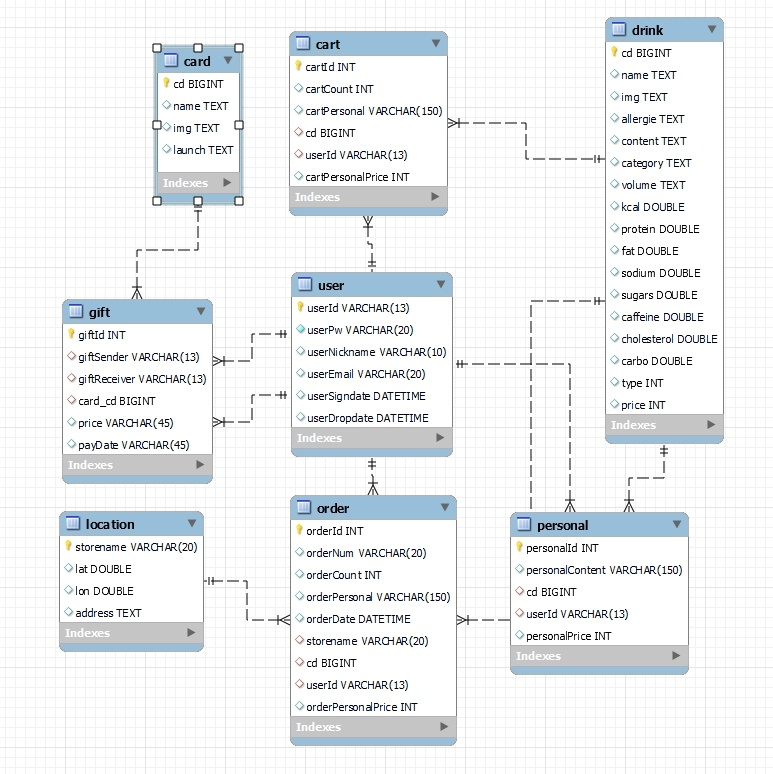 card
cd BIGINT
name TEXT
img TEXT
launch TEXT
Indexes
cart
cartId INT
cartCount INT
cartPersonal VARCHAR(150)
cd BIGINT
userId VARCHAR(13)
cartPersonalPrice INT
Indexes
drink
cd BIGINT
name TEXT
img TEXT
allergie TEXT
content TEXT
category TEXT
volume TEXT
kcal DOUBLE
protein DOUBLE
fat DOUBLE
sodium DOUBLE
sugars DOUBLE
caffeine DOUBLE
cholesterol DOUBLE
carbo DOUBLE
type INT
price INT
Indexes
gift
giftId INT
giftSender VARCHAR(13)
giftReceiver VARCHAR(13)
card_cd BIGINT
price VARCHAR(45)
payDate VARCHAR(45)
Indexes
user
userId VARCHAR(13)
userPw VARCHAR(20)
userNickname VARCHAR(10)
userEmail VARCHAR(20)
userSigndate DATETIME
userDropdate DATETIME
Indexes
location
storename VARCHAR(20)
lat DOUBLE
lon DOUBLE
address TEXT
Indexes
order
orderId INT
orderNum VARCHAR(20)
orderCount INT
orderPersonal VARCHAR(150)
orderDate DATETIME
storename VARCHAR(20)
cd BIGINT
userId VARCHAR(13)
orderPersonalPrice INT
Indexes
personal
personalId INT
personalContent VARCHAR(150)
cd BIGINT
userId VARCHAR(13)
personalPrice INT
Indexes